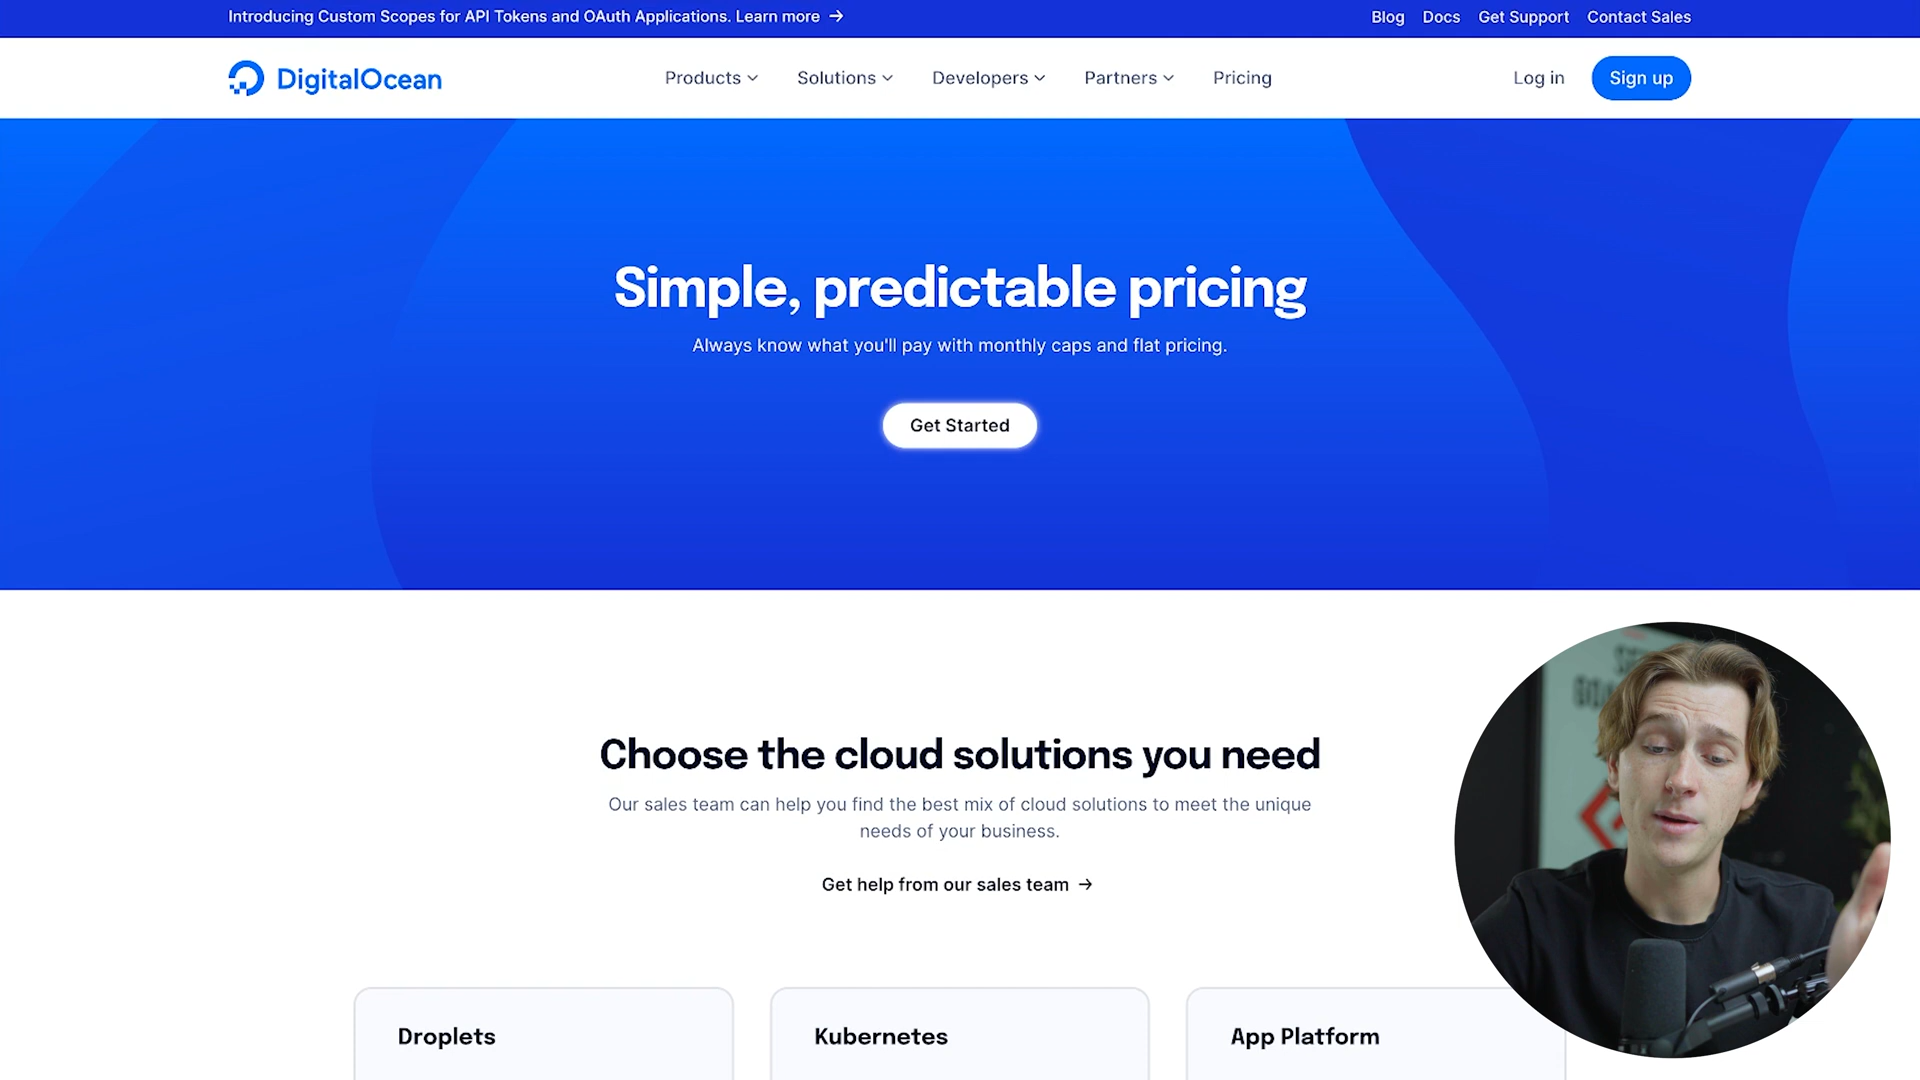 Introducing Custom Scopes for API Tokens and OAuth Applications. Learn more →
Blog Docs Get Support Contact Sales
DigitalOcean
Products Solutions Developers Partners Pricing
Log in Sign up
Simple, predictable pricing
Always know what you'll pay with monthly caps and flat pricing.
Get Started
Choose the cloud solutions you need
Our sales team can help you find the best mix of cloud solutions to meet the unique
needs of your business.
Get help from our sales team →
Droplets
Kubernetes
App Platform